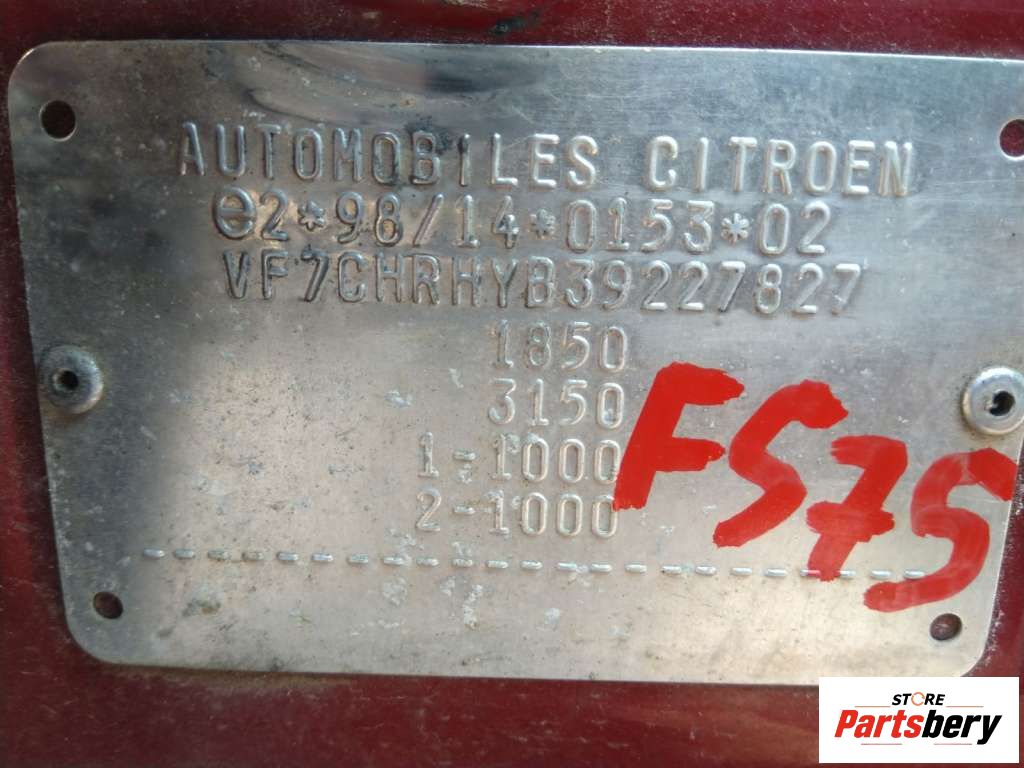 AUTOMOBILES CITROEN
e2*98/14*0153*02
VF7CHRHYB39227827
1850
3150
1-1000
2-1000
FS75
STORE
Partsbery